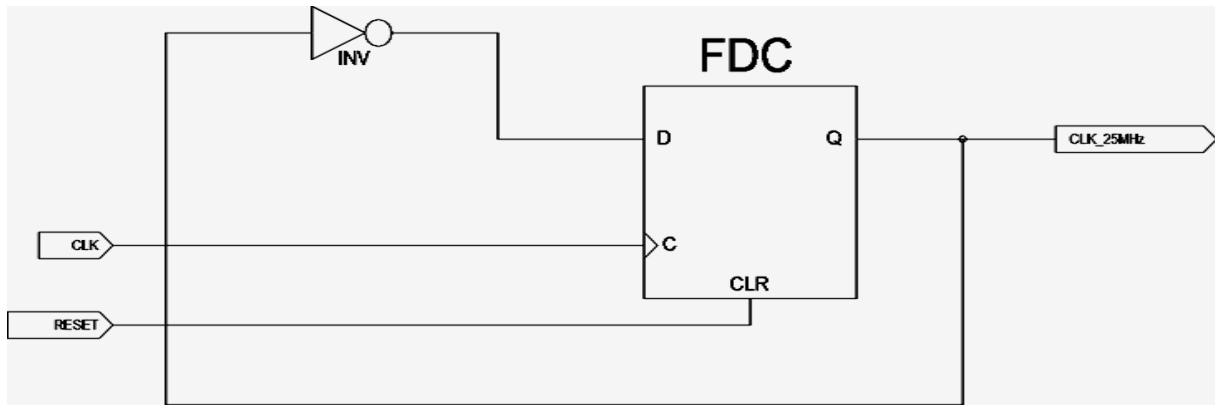 INV
FDC
D
Q
CLK_25MHz
CLK
C
CLR
RESET